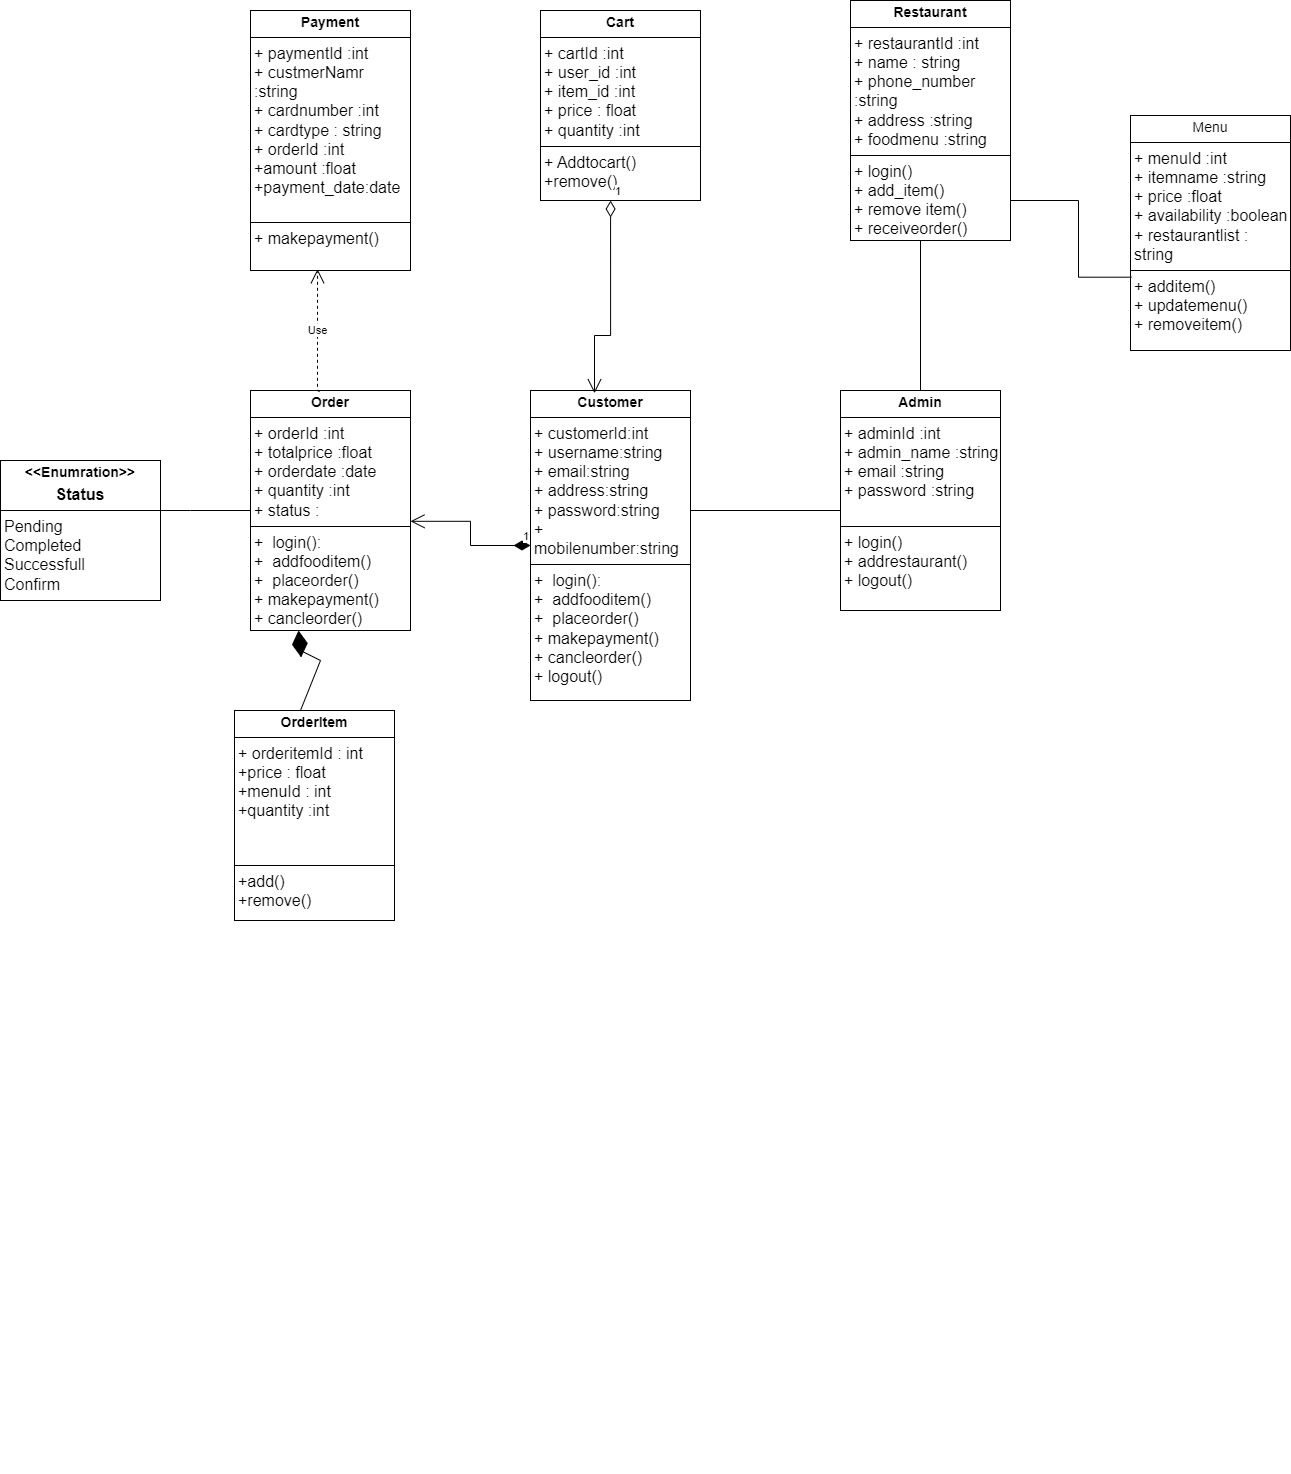 Payment
+ paymentId :int
+ custmerNamr
:string
+ cardnumber :int
+ cardtype : string
+ orderId :int
+amount :float
+payment_date:date
+ makepayment()
Cart
+ cartId :int
+ user_id :int
+ item_id :int
+ price : float
+ quantity :int
+ Addtocart()
+remove()
1
Restaurant
+ restaurantId :int
+ name : string
+ phone_number
:string
+ address :string
+ foodmenu :string
+ login()
+ add_item()
+ remove item()
+ receiveorder()
Menu
+ menuId :int
+ itemname :string
+ price :float
+ availability :boolean
+ restaurantlist :
string
+ additem()
+ updatemenu()
+ removeitem()
Use
<<Enumration>>
Status
Pending
Completed
Successfull
Confirm
Order
+ orderId :int
+ totalprice :float
+ orderdate :date
+ quantity :int
+ status :
+ login():
+ addfooditem()
+ placeorder()
+ makepayment()
+ cancleorder()
1
Customer
+ customerId:int
+ username:string
+ email:string
+ address:string
+ password:string
+
mobilenumber:string
+ login():
+ addfooditem()
+ placeorder()
+ makepayment()
+ cancleorder()
+ logout()
Admin
+ adminId :int
+ admin_name :string
+ email :string
+ password :string
+ login()
+ addrestaurant()
+ logout()
OrderItem
+ orderitemId : int
+price : float
+menuId : int
+quantity :int
+add()
+remove()